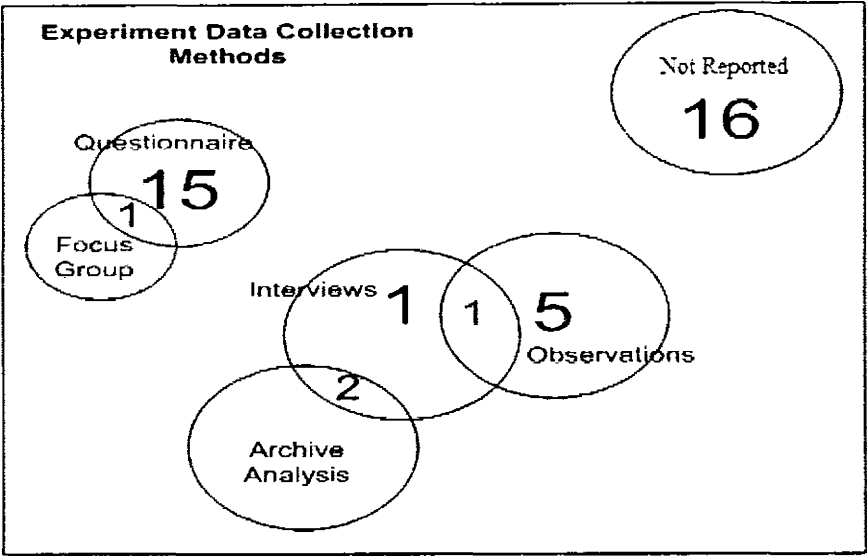 Experiment Data Collection
Methods
Not Reported
16
Questionnaire
15
1
Focus
Group
Interviews
1
1
5
Observations
2
Archive
Analysis